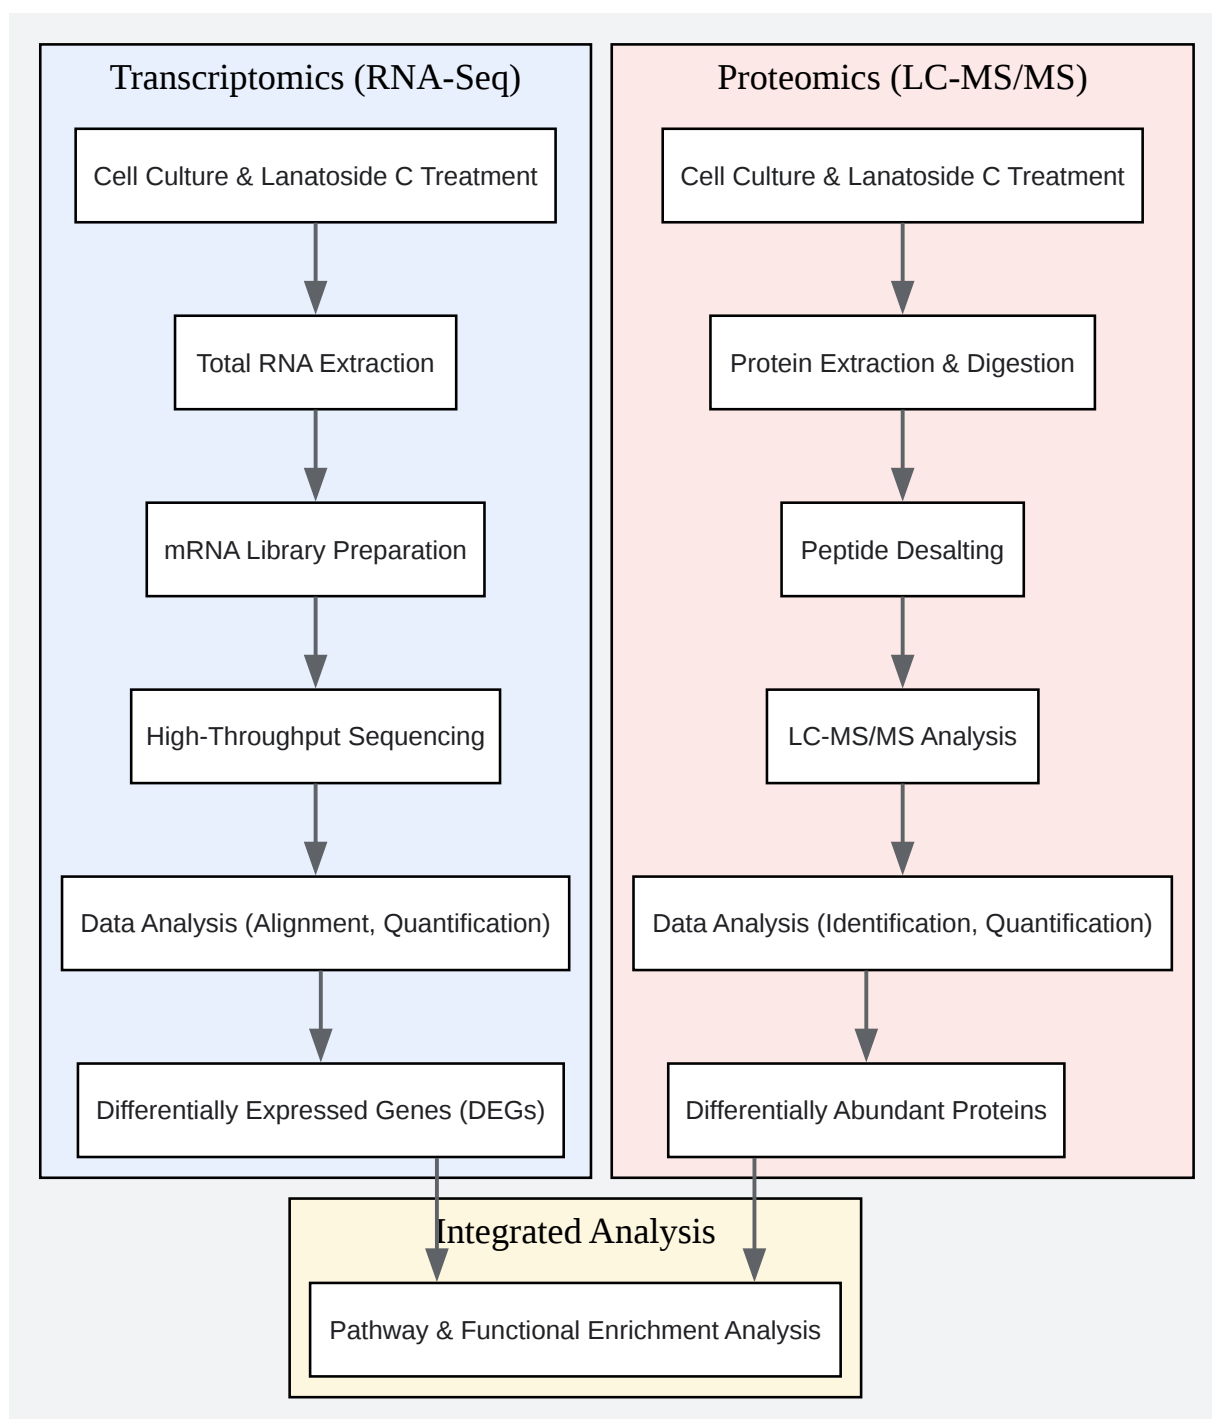 Transcriptomics (RNA-Seq)
Cell Culture & Lanatoside C Treatment
Total RNA Extraction
mRNA Library Preparation
High-Throughput Sequencing
Data Analysis (Alignment, Quantification)
Differentially Expressed Genes (DEGs)
Proteomics (LC-MS/MS)
Cell Culture & Lanatoside C Treatment
Protein Extraction & Digestion
Peptide Desalting
LC-MS/MS Analysis
Data Analysis (Identification, Quantification)
Differentially Abundant Proteins
Integrated Analysis
Pathway & Functional Enrichment Analysis